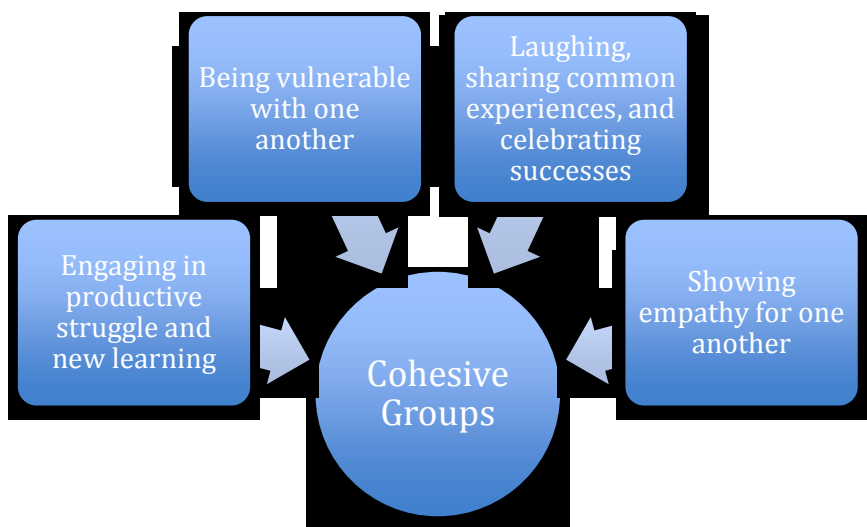 Engaging in
productive
struggle and
new learning
Being vulnerable
with one
another
Laughing,
sharing common
experiences, and
celebrating
successes
Showing
empathy for one
another
Cohesive
Groups